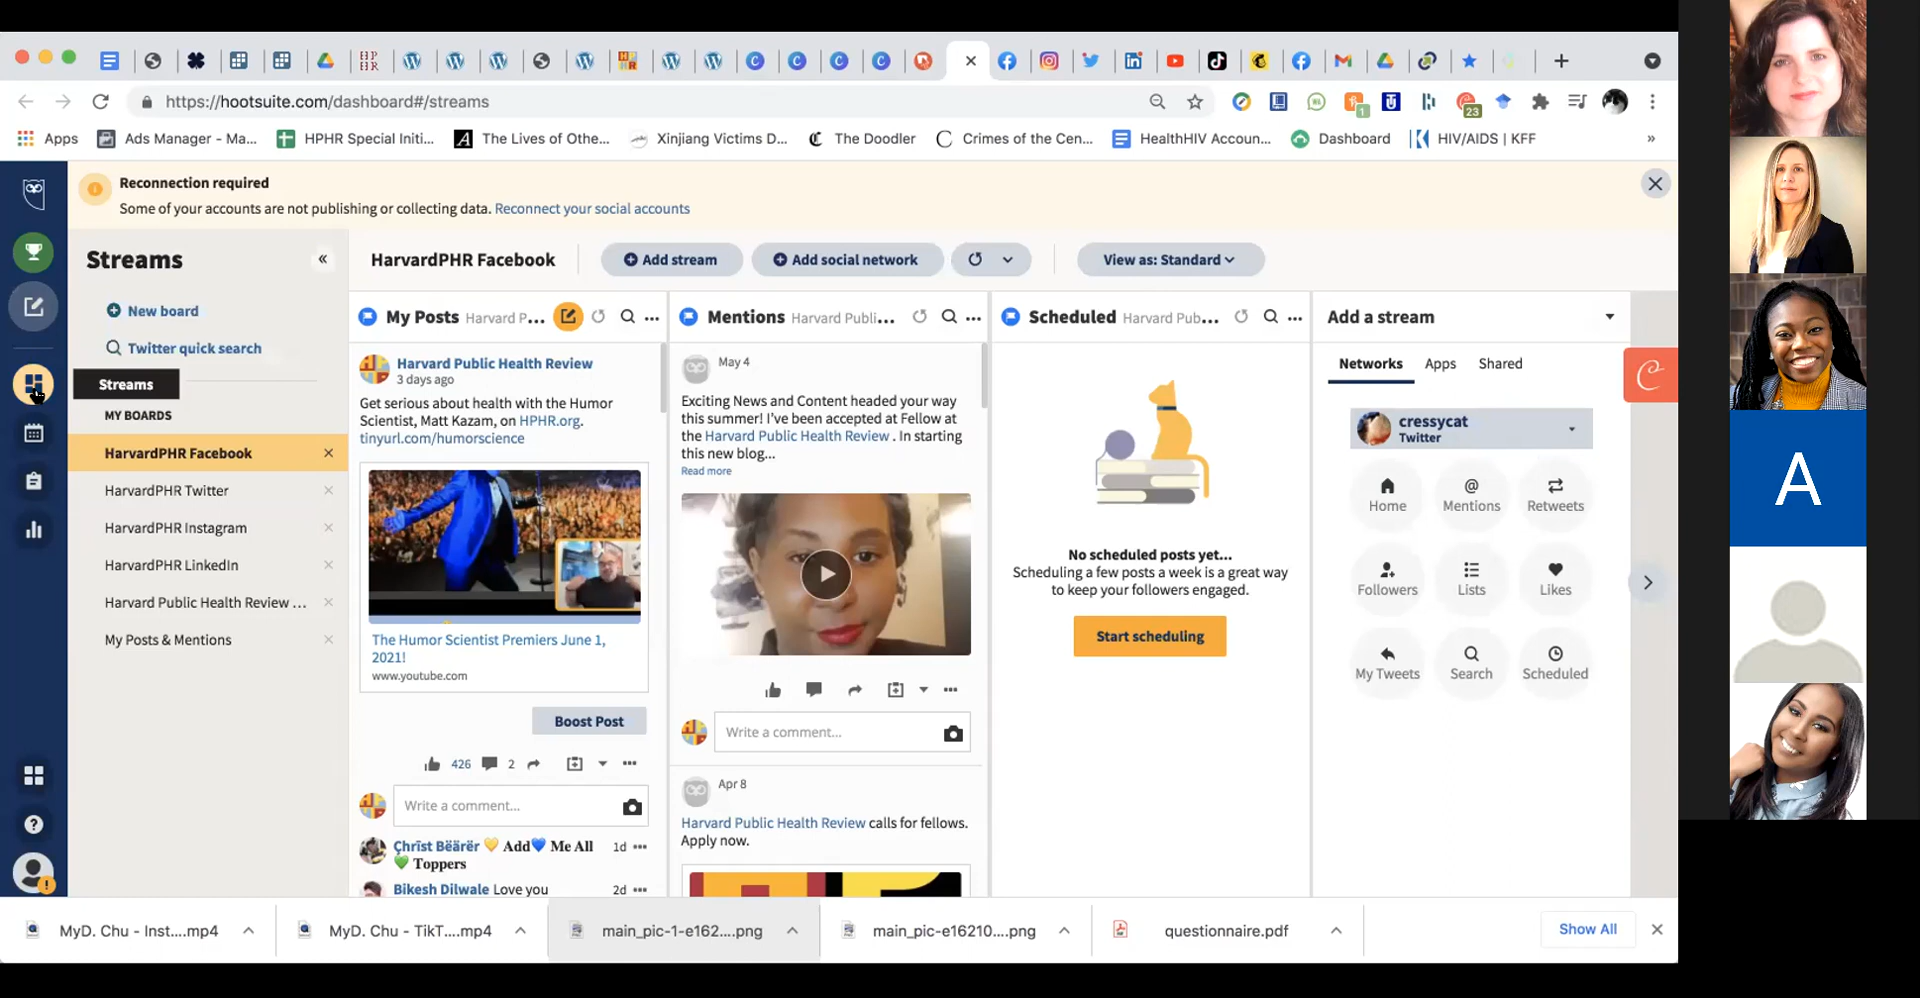 https://hootsuite.com/dashboard#/streams
1
23
Apps
Ads Manager - Ma...
HPHR Special Initi...
The Lives of Othe...
Xinjiang Victims D...
The Doodler
Crimes of the Cen...
HealthHIV Accoun...
Dashboard
HIV/AIDS | KFF
»
Reconnection required
Some of your accounts are not publishing or collecting data. Reconnect your social accounts
Streams
«
New board
Twitter quick search
Streams
MY BOARDS
HarvardPHR Facebook
HarvardPHR Twitter
HarvardPHR Instagram
HarvardPHR LinkedIn
Harvard Public Health Review ...
My Posts & Mentions
HarvardPHR Facebook
Add stream
Add social network
View as: Standard
My Posts Harvard P...
Harvard Public Health Review
3 days ago
Get serious about health with the Humor
Scientist, Matt Kazam, on HPHR.org.
tinyurl.com/humorscience
The Humor Scientist Premiers June 1,
2021!
www.youtube.com
Boost Post
426
2
Write a comment...
Çhrïst Bëärër 💛 Add💙 Me All
💚 Toppers
1d
Bikesh Dilwale Love you
2d
Mentions Harvard Publi...
May 4
Exciting News and Content headed your way
this summer! I've been accepted at Fellow at
the Harvard Public Health Review . In starting
this new blog...
Read more
Write a comment...
Apr 8
Harvard Public Health Review calls for fellows.
Apply now.
Scheduled Harvard Pub...
No scheduled posts yet...
Scheduling a few posts a week is a great way
to keep your followers engaged.
Start scheduling
Add a stream
Networks
Apps
Shared
cressycat
Twitter
Home
Mentions
Retweets
Followers
Lists
Likes
My Tweets
Search
Scheduled
A
MyD. Chu - Inst....mp4
MyD. Chu - TikT....mp4
main_pic-1-e162....png
main_pic-e16210....png
questionnaire.pdf
Show All